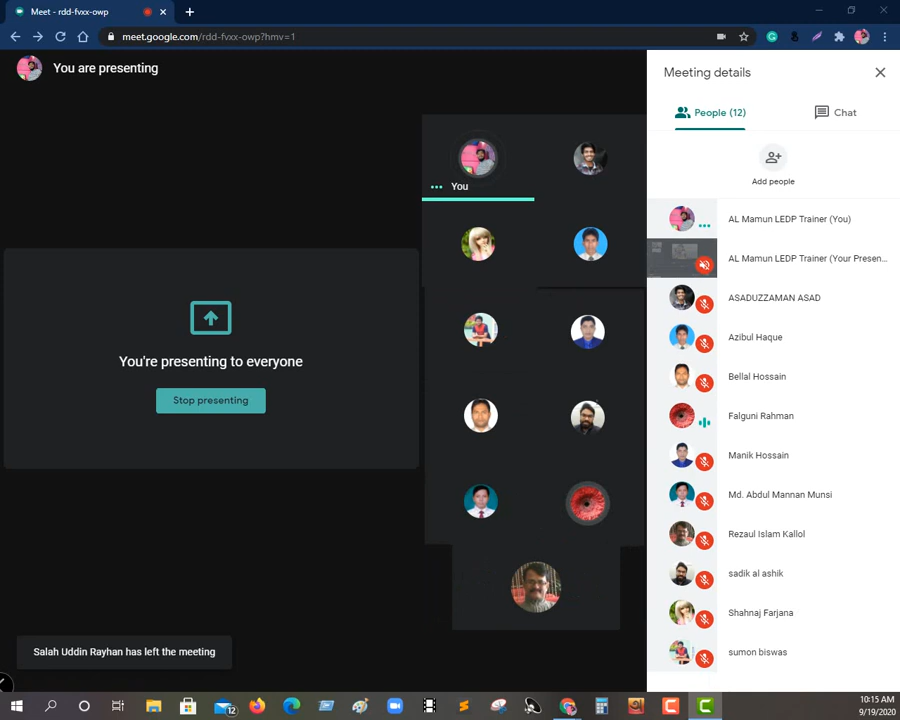 Meet - rdd-fvxx-owp
meet.google.com/rdd-fvxx-owp?hmv=1
You are presenting
You
You're presenting to everyone
Stop presenting
Salah Uddin Rayhan has left the meeting
Meeting details
People (12)
Chat
Add people
AL Mamun LEDP Trainer (You)
AL Mamun LEDP Trainer (Your Presen...
ASADUZZAMAN ASAD
Azibul Haque
Bellal Hossain
Falguni Rahman
Manik Hossain
Md. Abdul Mannan Munsi
Rezaul Islam Kallol
sadik al ashik
Shahnaj Farjana
sumon biswas
12
10:15 AM
9/19/2020